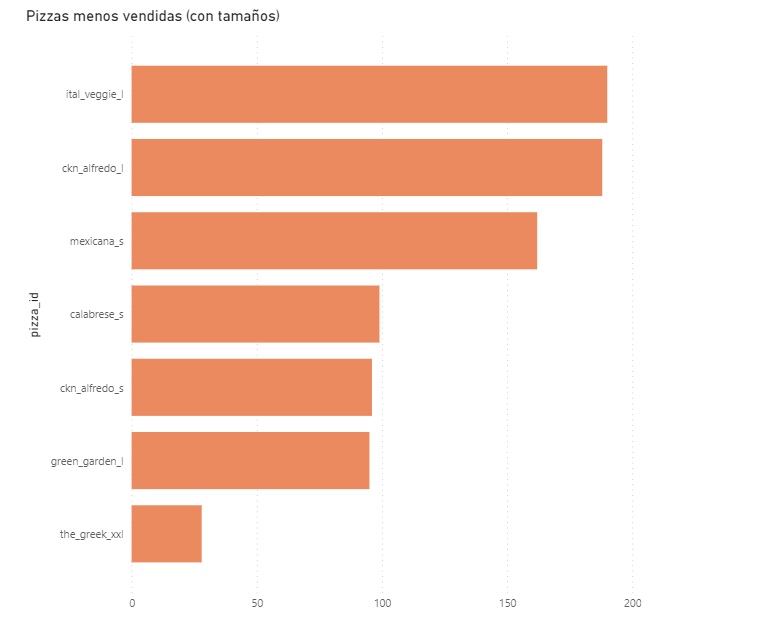 Pizzas menos vendidas (con tamaños)
pizza_id
ital_veggie_l
ckn_alfredo_l
mexicana_s
calabrese_s
ckn_alfredo_s
green_garden_l
the_greek_xxl
0 50 100 150 200